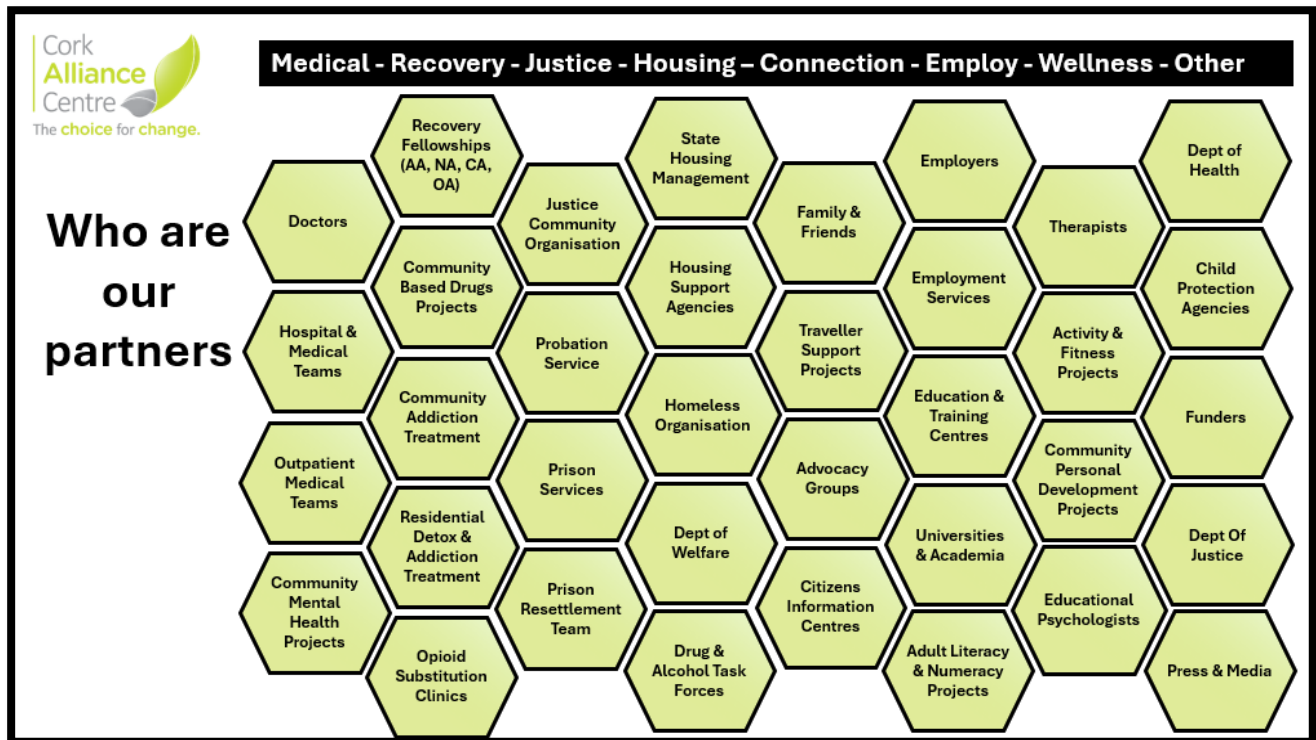 Cork
Alliance
Centre
The choice for change.
Medical - Recovery - Justice - Housing – Connection - Employ - Wellness - Other
Who are
our
partners
Doctors
Hospital &
Medical
Teams
Outpatient
Medical
Teams
Community
Mental
Health
Projects
Recovery
Fellowships
(AA, NA, CA,
OA)
Community
Based Drugs
Projects
Community
Addiction
Treatment
Residential
Detox &
Addiction
Treatment
Opioid
Substitution
Clinics
Justice
Community
Organisation
Probation
Service
Prison
Services
Prison
Resettlement
Team
State
Housing
Management
Housing
Support
Agencies
Homeless
Organisation
Dept of
Welfare
Drug &
Alcohol Task
Forces
Family &
Friends
Traveller
Support
Projects
Advocacy
Groups
Citizens
Information
Centres
Employers
Employment
Services
Education &
Training
Centres
Universities
& Academia
Adult Literacy
& Numeracy
Projects
Therapists
Activity &
Fitness
Projects
Community
Personal
Development
Projects
Educational
Psychologists
Dept of
Health
Child
Protection
Agencies
Funders
Dept Of
Justice
Press & Media